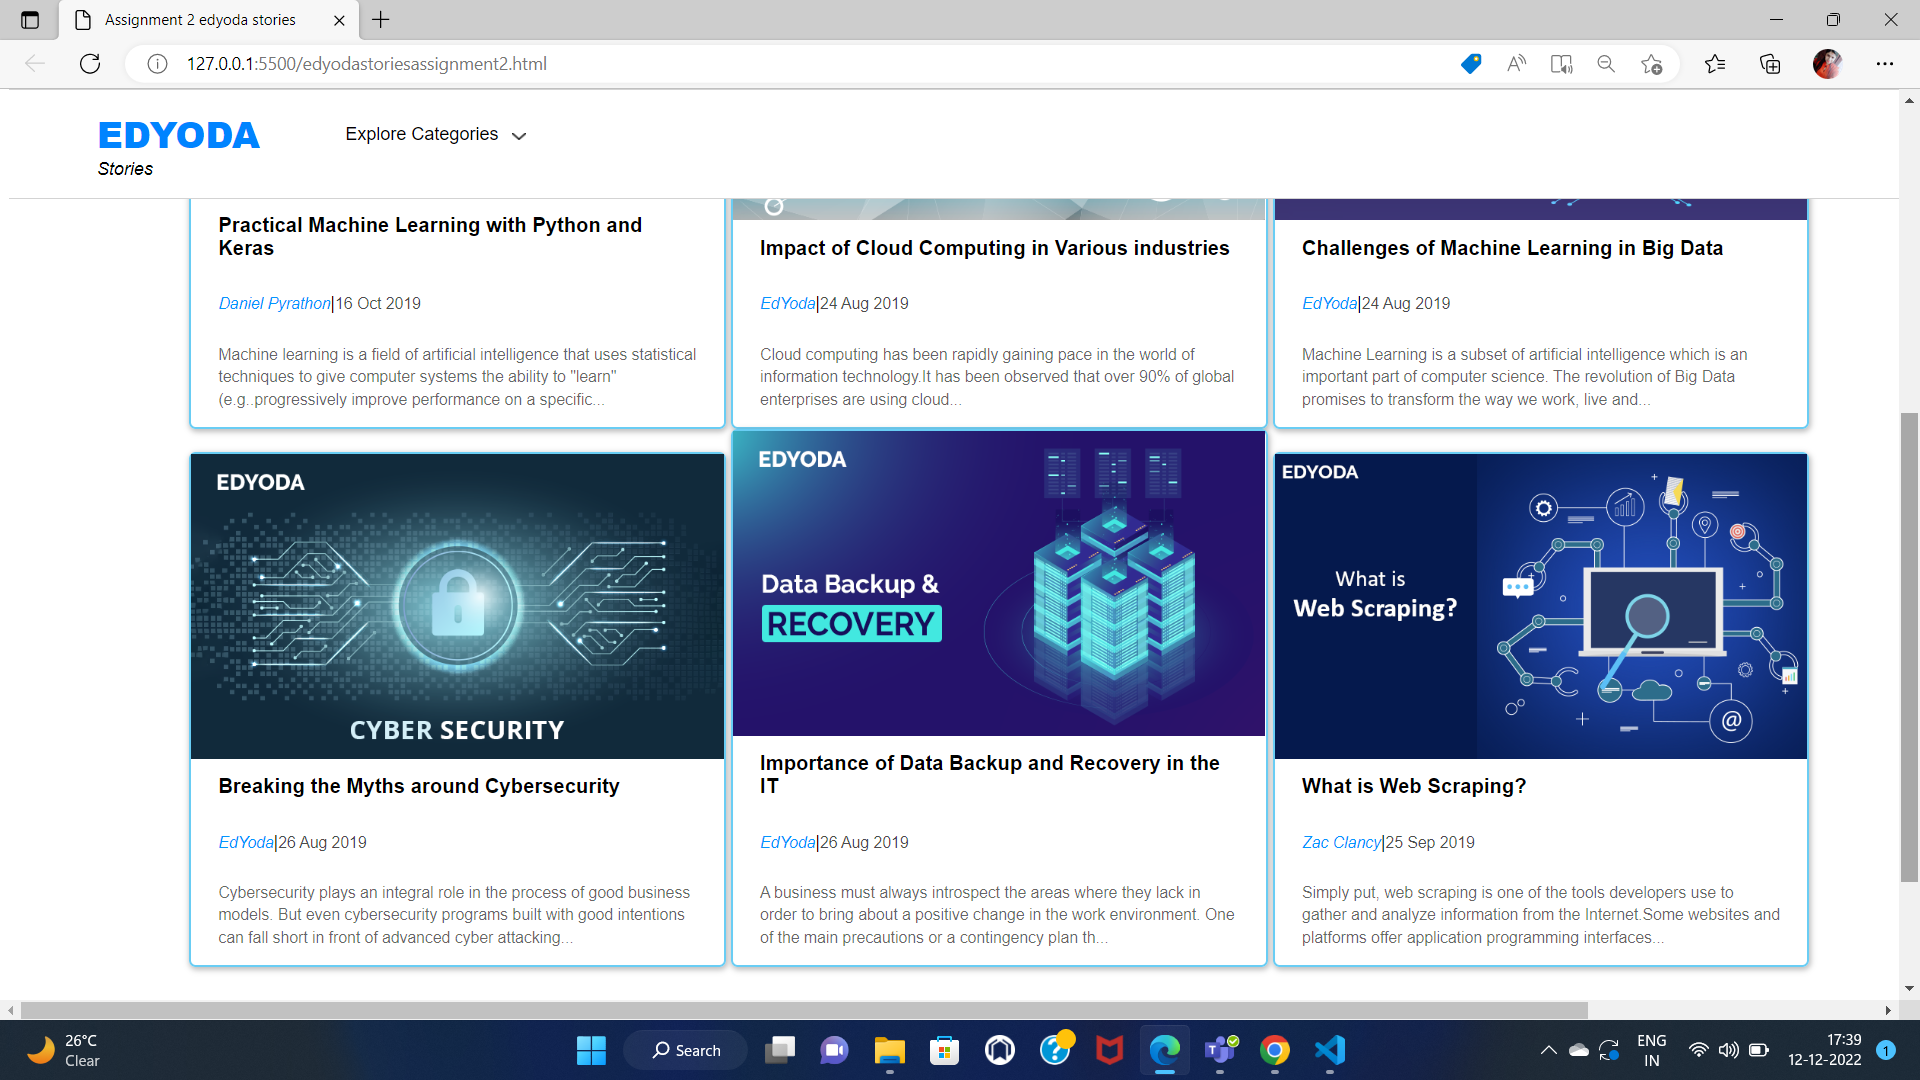 Assignment 2 edyoda stories
127.0.0.1:5500/edyodastoriesassignment2.html
EDYODA
Stories
Explore Categories
Practical Machine Learning with Python and
Keras
Daniel Pyrathon|16 Oct 2019
Machine learning is a field of artificial intelligence that uses statistical
techniques to give computer systems the ability to "learn"
(e.g..progressively improve performance on a specific...
Impact of Cloud Computing in Various industries
EdYoda|24 Aug 2019
Cloud computing has been rapidly gaining pace in the world of
information technology.It has been observed that over 90% of global
enterprises are using cloud...
Challenges of Machine Learning in Big Data
EdYoda|24 Aug 2019
Machine Learning is a subset of artificial intelligence which is an
important part of computer science. The revolution of Big Data
promises to transform the way we work, live and...
EDYODA
CYBER SECURITY
Breaking the Myths around Cybersecurity
EdYoda|26 Aug 2019
Cybersecurity plays an integral role in the process of good business
models. But even cybersecurity programs built with good intentions
can fall short in front of advanced cyber attacking...
EDYODA
Data Backup &
RECOVERY
Importance of Data Backup and Recovery in the
IT
EdYoda|26 Aug 2019
A business must always introspect the areas where they lack in
order to bring about a positive change in the work environment. One
of the main precautions or a contingency plan th...
EDYODA
What is
Web Scraping?
@
What is Web Scraping?
Zac Clancy|25 Sep 2019
Simply put, web scraping is one of the tools developers use to
gather and analyze information from the Internet.Some websites and
platforms offer application programming interfaces...
26°C
Clear
Search
ENG
IN
17:39
12-12-2022
1